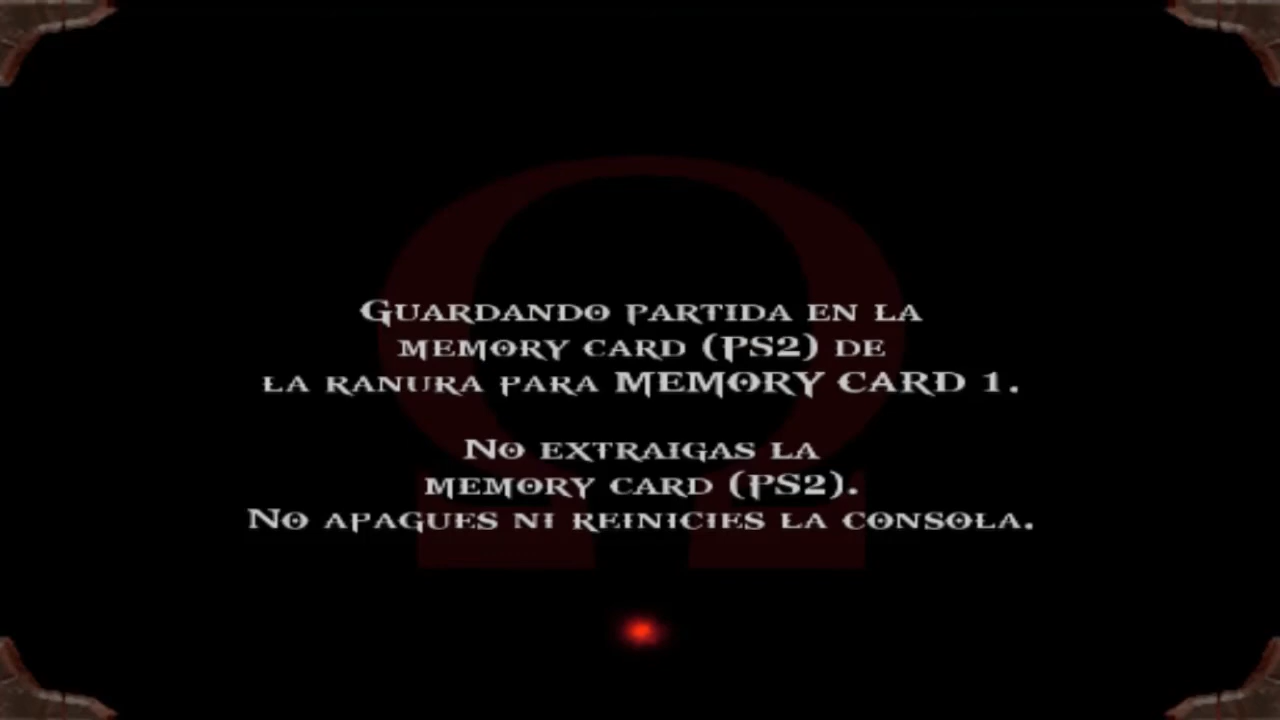 Guardando partida en la
memory card (PS2) de
la ranura para MEMORY CARD 1.
No extraigas la
memory card (PS2).
No apagues ni reinicies la consola.
Ω